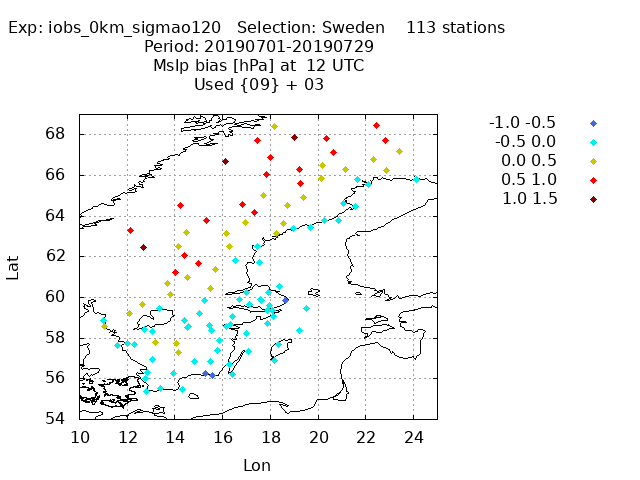 Exp: iobs_0km_sigmao120   Selection: Sweden    113 stations
Period: 20190701-20190729
Mslp bias [hPa] at  12 UTC
Used {09} + 03
-1.0 -0.5
-0.5 0.0
0.0 0.5
0.5 1.0
1.0 1.5
68
66
64
62
60
58
56
54
Lat
10 12 14 16 18 20 22 24
Lon